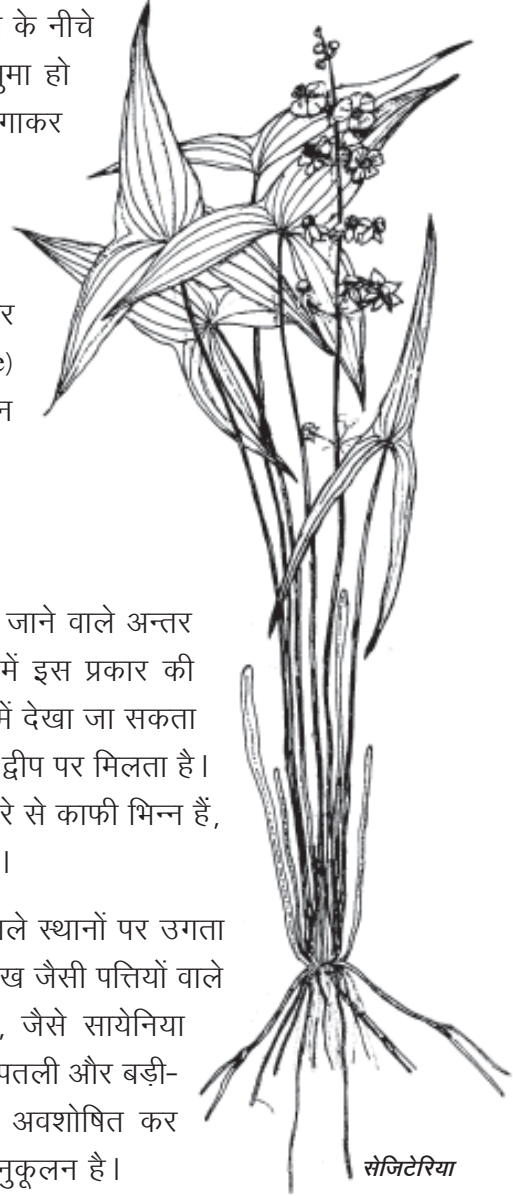 के नीचे
हो
गाकर
e)
न
जाने वाले अन्तर
में इस प्रकार की
में देखा जा सकता
द्वीप पर मिलता है।
रे से काफी भिन्न हैं,
।
वाले स्थानों पर उगता
जैसी पत्तियों वाले
, जैसे सायेनिया
पतली और बड़ी-
अवशोषित कर
नुकूलन है।
सेजिटेरिया